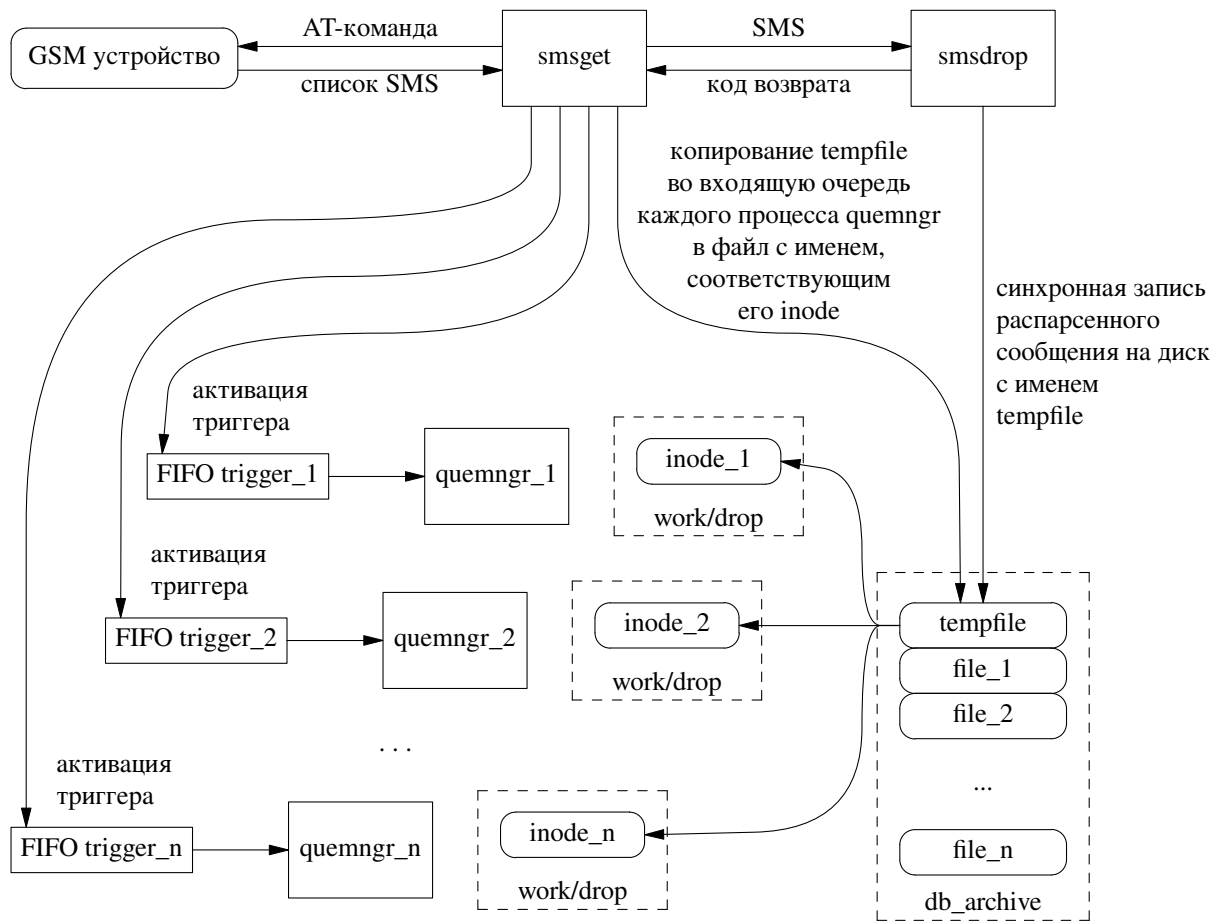 GSM устройство
АТ-команда
список SMS
smsget
SMS
код возврата
smsdrop
копирование tempfile
во входящую очередь
каждого процесса quemngr
в файл с именем,
соответствующим
его inode
синхронная запись
распарсенного
сообщения на диск
с именем
tempfile
активация
триггера
FIFO trigger_1
quemngr_1
inode_1
work/drop
активация
триггера
FIFO trigger_2
quemngr_2
inode_2
work/drop
. . .
активация
триггера
FIFO trigger_n
quemngr_n
inode_n
work/drop
tempfile
file_1
file_2
...
file_n
db_archive